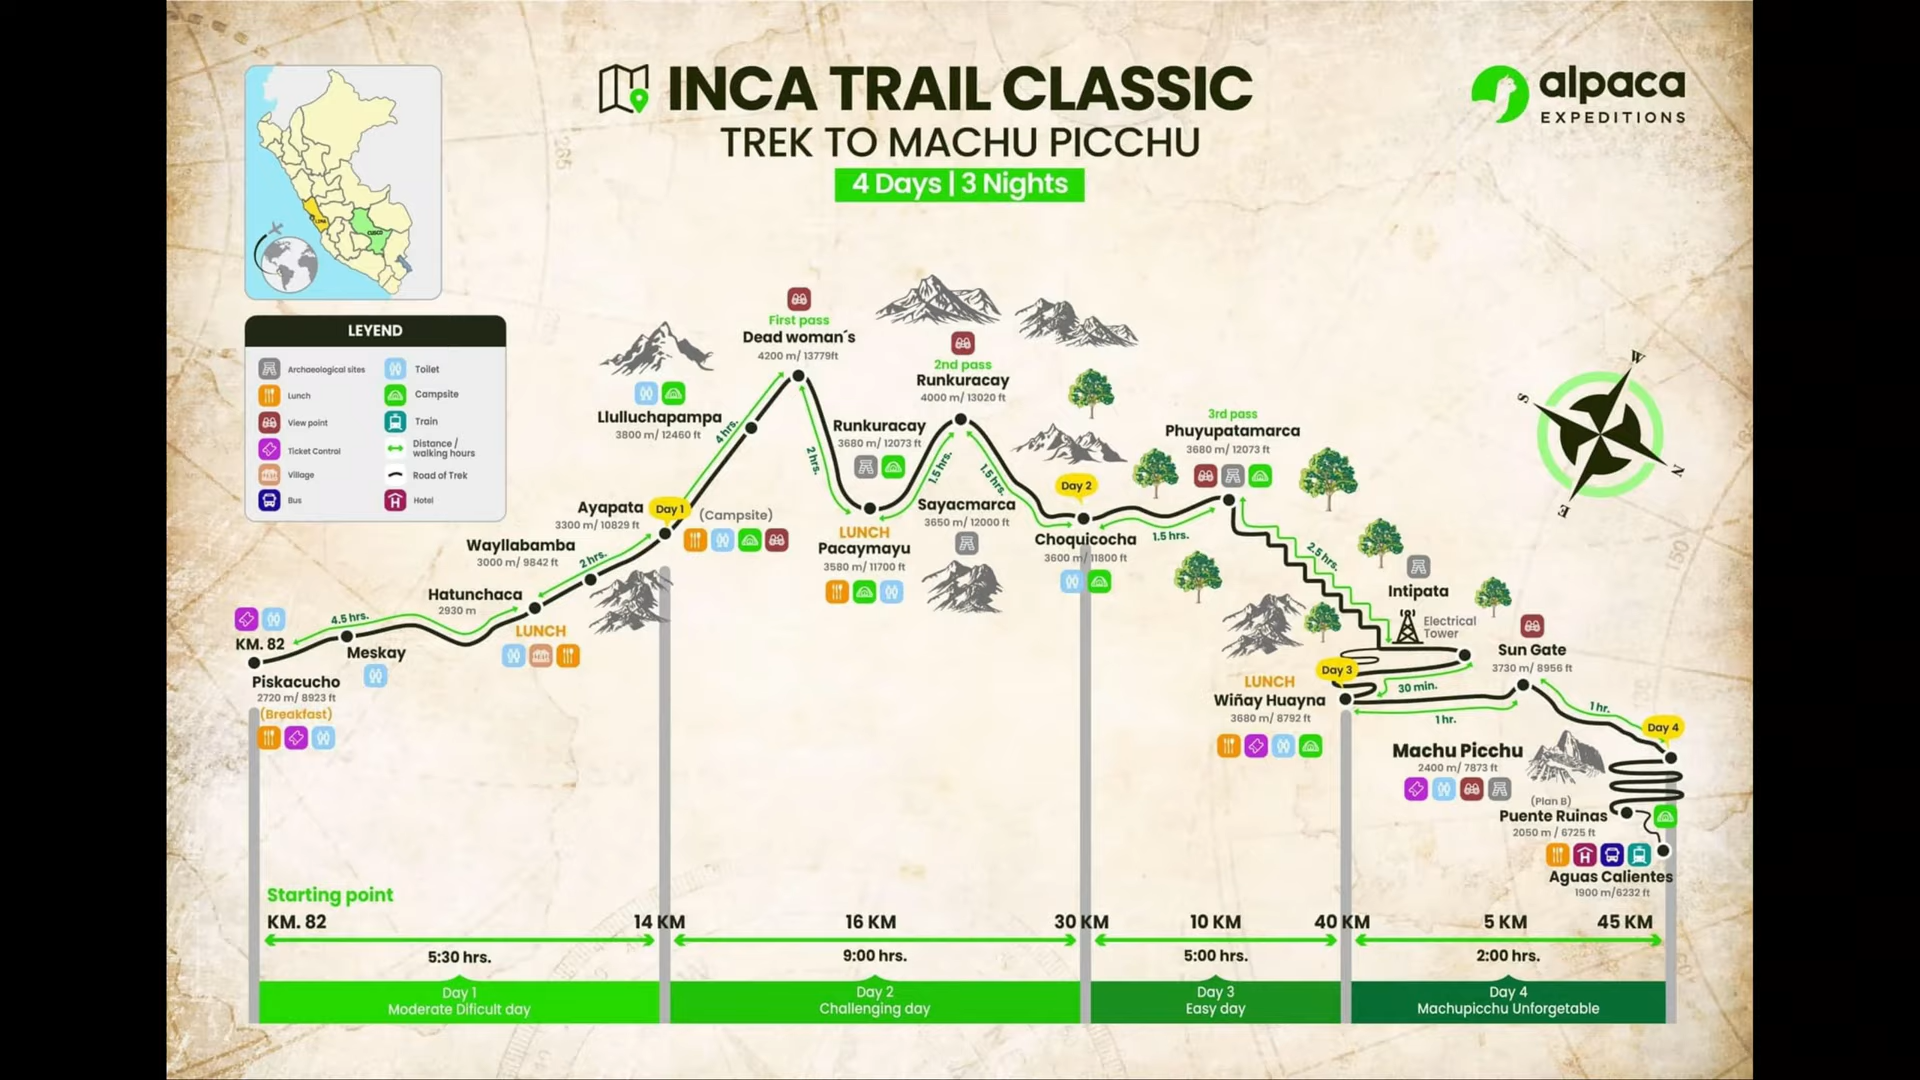 INCA TRAIL CLASSIC
TREK TO MACHU PICCHU
4 Days | 3 Nights
alpaca
EXPEDITIONS
LIMA
CUSCO
LEYEND
Archaeological sites
Lunch
View point
Ticket Control
Village
Bus
Toilet
Campsite
Train
Distance /
walking hours
Road of Trek
Hotel
W
S
N
E
KM. 82
Piskacucho
2720 m/ 8923 ft
(Breakfast)
4.5 hrs.
Meskay
Hatunchaca
2930 m
LUNCH
2 hrs.
Wayllabamba
3000 m/ 9842 ft
Ayapata
3300 m/ 10829 ft
Day 1
(Campsite)
Llulluchapampa
3800 m/ 12460 ft
4 hrs.
First pass
Dead woman´s
4200 m/ 13779ft
2 hrs.
LUNCH
Pacaymayu
3580 m/ 11700 ft
Runkuracay
3680 m/ 12073 ft
1.5 hrs.
2nd pass
Runkuracay
4000 m/ 13020 ft
1.5 hrs.
Sayacmarca
3650 m/ 12000 ft
Day 2
Choquicocha
3600 m/ 11800 ft
1.5 hrs.
3rd pass
Phuyupatamarca
3680 m/ 12073 ft
2.5 hrs.
Intipata
Electrical
Tower
Day 3
30 min.
LUNCH
Wiñay Huayna
3680 m/ 8792 ft
1 hr.
Sun Gate
3730 m/ 8956 ft
1 hr.
Day 4
Machu Picchu
2400 m/ 7873 ft
(Plan B)
Puente Ruinas
2050 m / 6725 ft
Aguas Calientes
1900 m/6232 ft
Starting point
KM. 82
14 KM
16 KM
30 KM
10 KM
40 KM
5 KM
45 KM
5:30 hrs.
9:00 hrs.
5:00 hrs.
2:00 hrs.
Day 1
Moderate Dificult day
Day 2
Challenging day
Day 3
Easy day
Day 4
Machupicchu Unforgetable